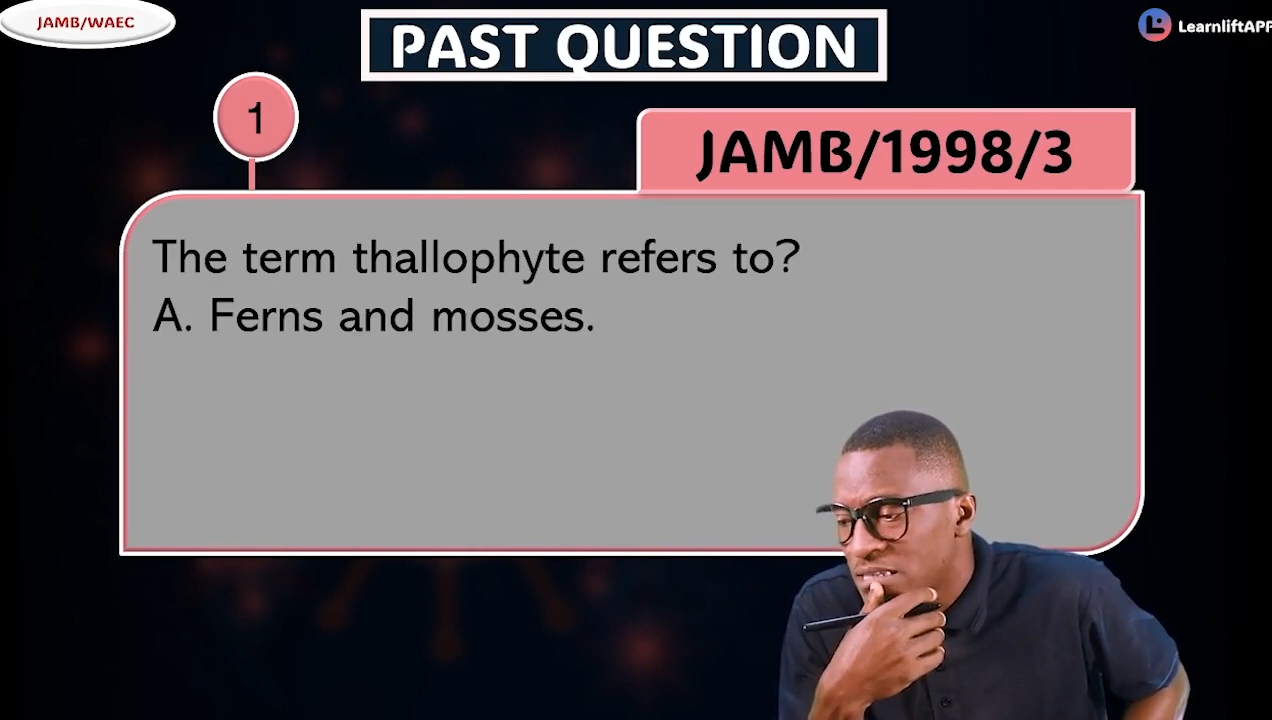 JAMB/WAEC
PAST QUESTION
LearnliftAPP
1
JAMB/1998/3
The term thallophyte refers to?
A. Ferns and mosses.